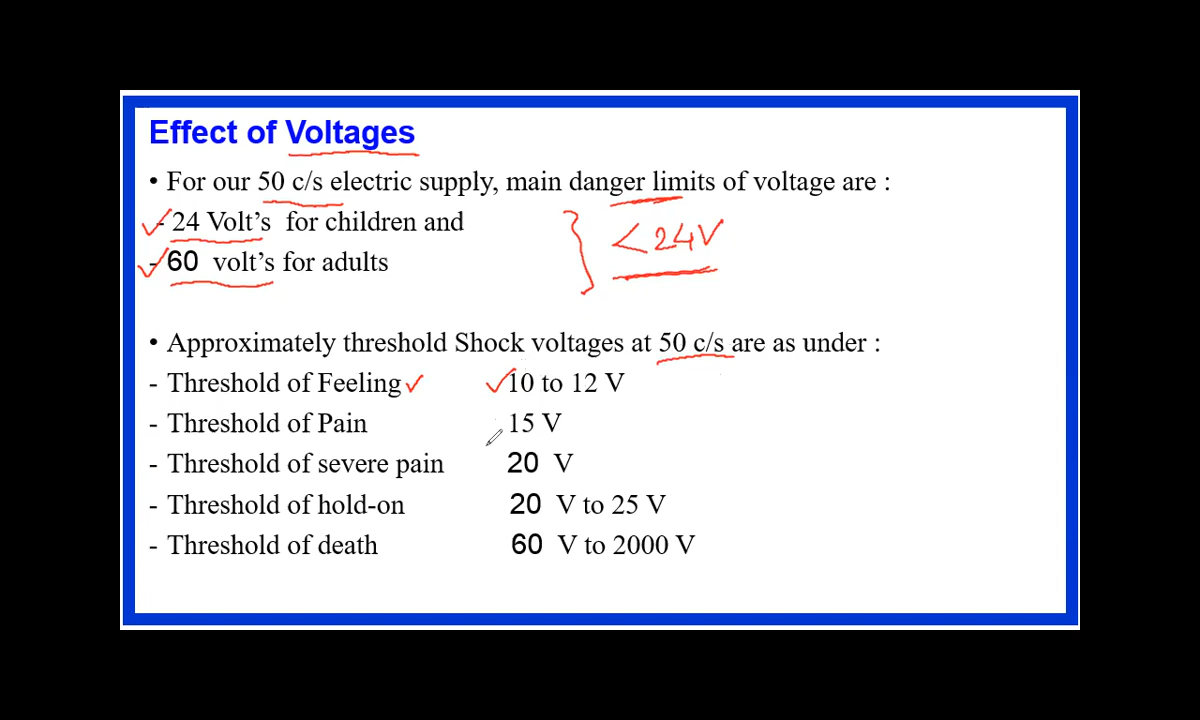 Effect of Voltages
• For our 50 c/s electric supply, main danger limits of voltage are :
- 24 Volt's for children and
- 60 volt's for adults
<24V
• Approximately threshold Shock voltages at 50 c/s are as under :
- Threshold of Feeling 10 to 12 V
- Threshold of Pain 15 V
- Threshold of severe pain 20 V
- Threshold of hold-on 20 V to 25 V
- Threshold of death 60 V to 2000 V